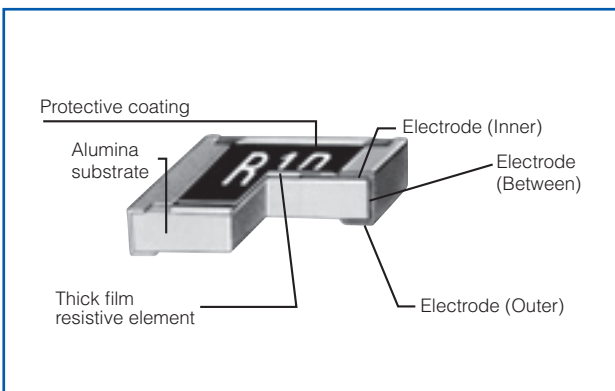 Protective coating
Alumina
substrate
Electrode (Inner)
Electrode
(Between)
R10
Thick film
resistive element
Electrode (Outer)